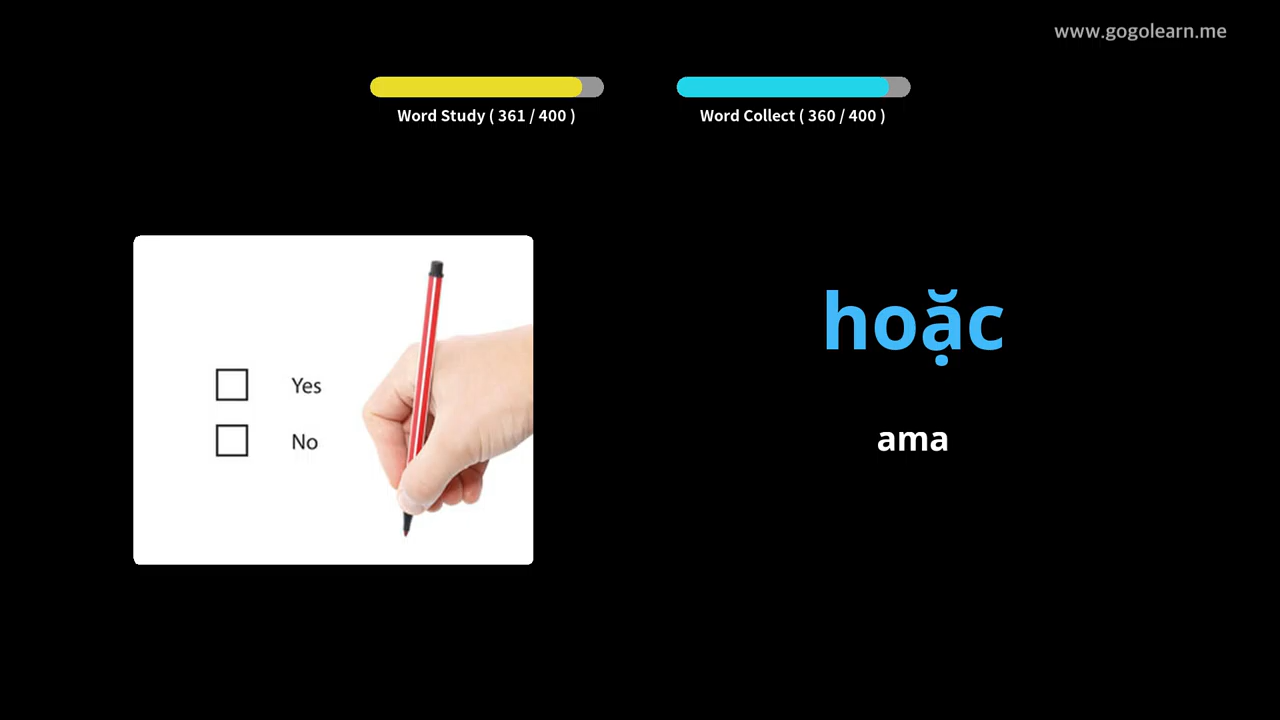 www.gogolearn.me
Word Study ( 361 / 400 )
Word Collect ( 360 / 400 )
Yes
No
hoặc
ama